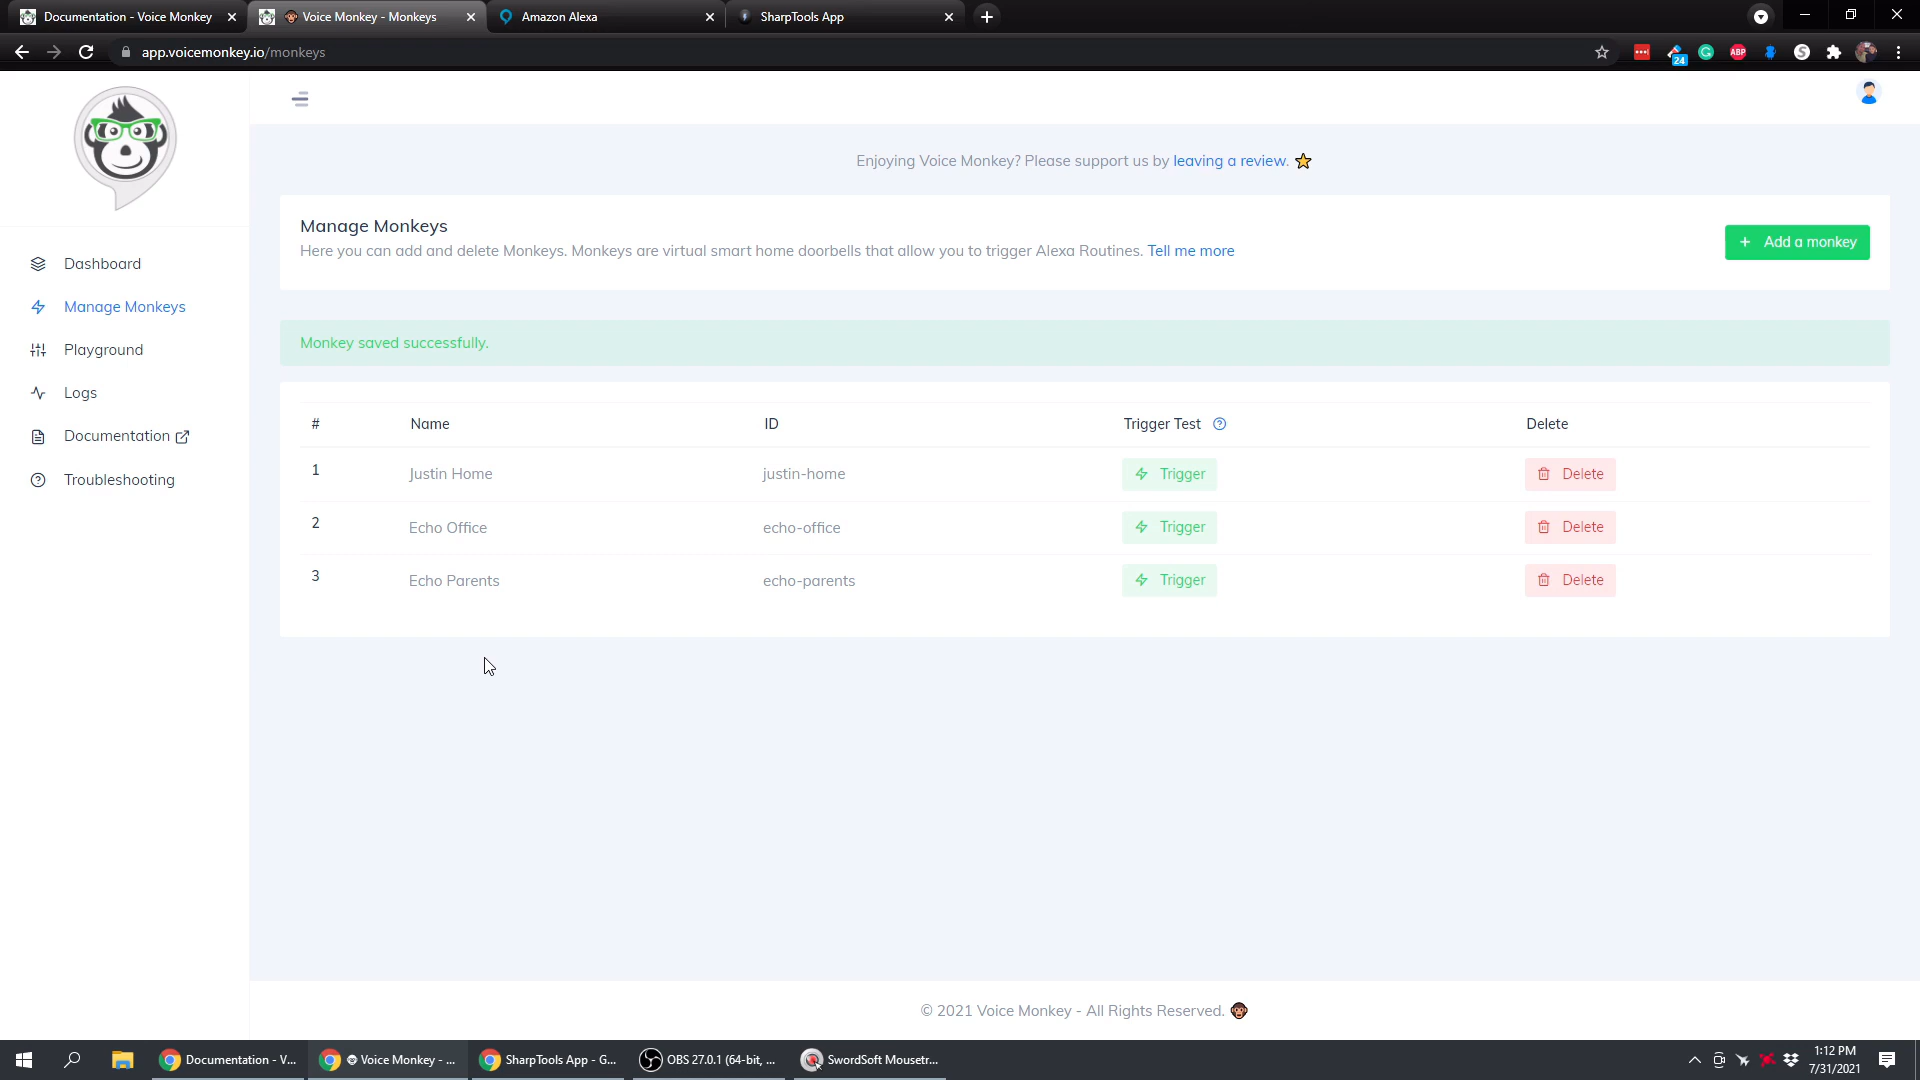 Documentation - Voice Monkey
Voice Monkey - Monkeys
Amazon Alexa
SharpTools App
app.voicemonkey.io/monkeys
24
ABP
Enjoying Voice Monkey? Please support us by leaving a review.
Manage Monkeys
Here you can add and delete Monkeys. Monkeys are virtual smart home doorbells that allow you to trigger Alexa Routines. Tell me more
+ Add a monkey
Dashboard
Manage Monkeys
Playground
Logs
Documentation
Troubleshooting
Monkey saved successfully.
# Name ID Trigger Test Delete
1 Justin Home justin-home Trigger Delete
2 Echo Office echo-office Trigger Delete
3 Echo Parents echo-parents Trigger Delete
© 2021 Voice Monkey - All Rights Reserved.
Documentation - V...
Voice Monkey - ...
SharpTools App - G...
OBS 27.0.1 (64-bit, ...
SwordSoft Mousetr...
1:12 PM
7/31/2021